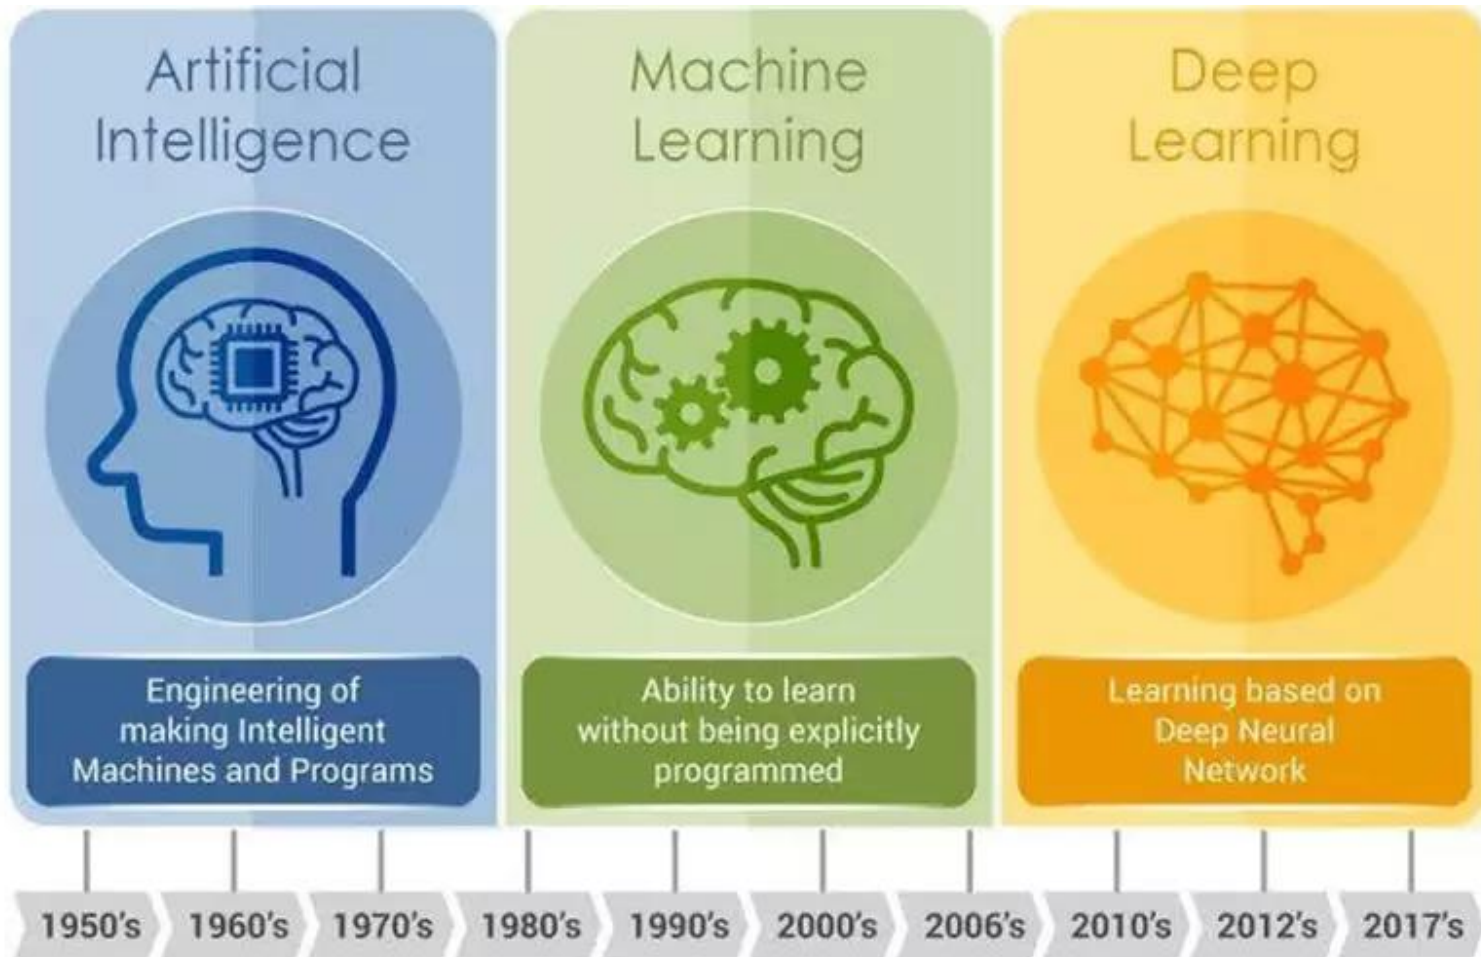 Artificial
Intelligence
Engineering of
making Intelligent
Machines and Programs
Machine
Learning
Ability to learn
without being explicitly
programmed
Deep
Learning
Learning based on
Deep Neural
Network
1950's
1960's
1970's
1980's
1990's
2000's
2006's
2010's
2012's
2017's